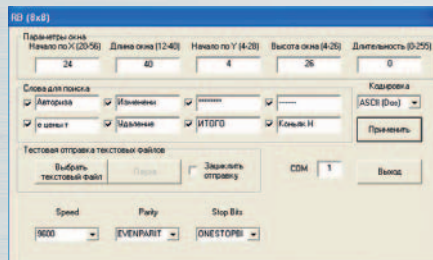 RB (8x8)
Параметры окна
Начало по X (20-56) Длина окна (12-40) Начало по Y (4-28) Высота окна (4-26) Длительность (0-255)
24 40 4 26 0
Слова для поиска Кодировка
Авториза Изменени ******** ------ ASCII (Dos)
е цены т Удаление ИТОГО Коньяк Н Применить
Тестовая отправка текстовых файлов
Выбрать текстовый файл Пауза Зациклить отправку COM 1 Выход
Speed Parity Stop Bits
9600 EVENPARIT ONESTOPBI